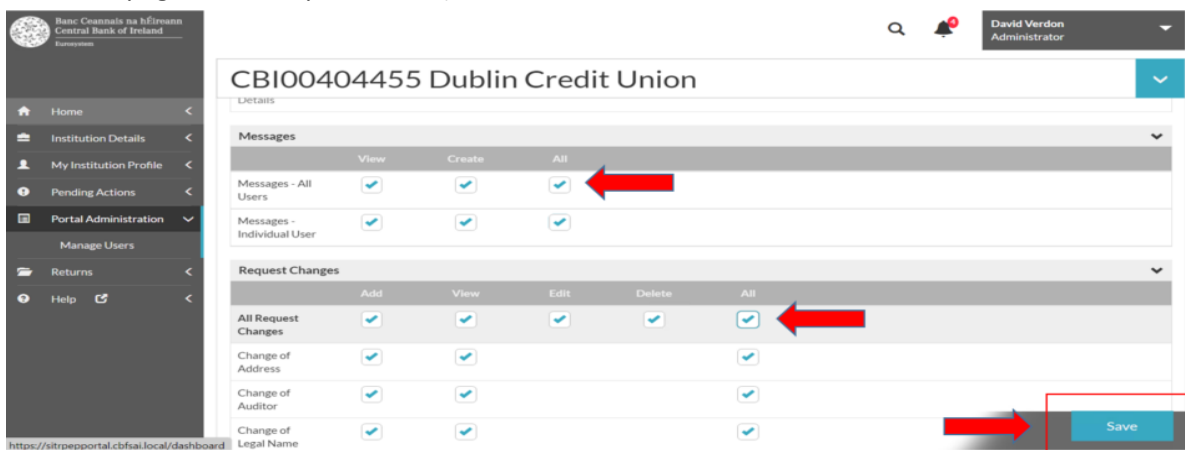 Banc Ceannais na hÉireann
Central Bank of Ireland
Eurosystem
4
David Verdon
Administrator
CBI00404455 Dublin Credit Union
Details
Home
Institution Details
My Institution Profile
Pending Actions
Portal Administration
Manage Users
Returns
Help
Messages
View Create All
Messages - All
Users
Messages -
Individual User
Request Changes
Add View Edit Delete All
All Request
Changes
Change of
Address
Change of
Auditor
Change of
Legal Name
Save
https://sitrpepportal.cbfsai.local/dashboard